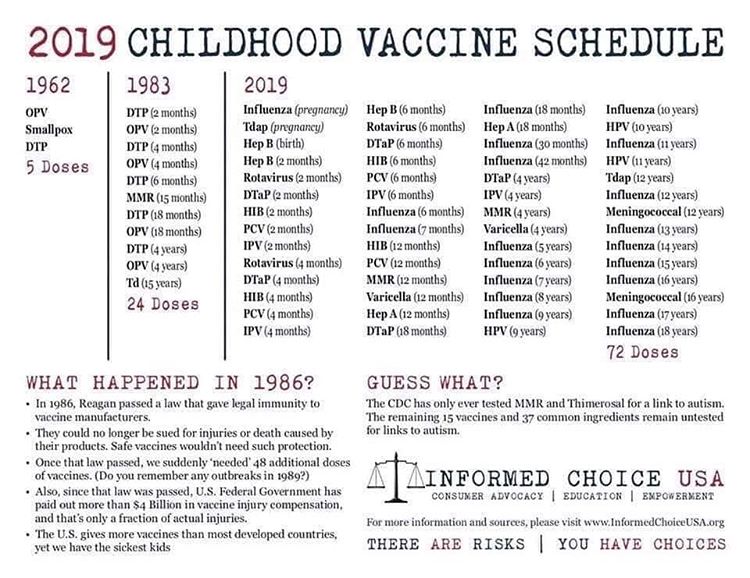 2019 CHILDHOOD VACCINE SCHEDULE
1962
OPV
Smallpox
DTP
5 Doses
1983
DTP (2 months)
OPV (2 months)
DTP (4 months)
OPV (4 months)
DTP (6 months)
MMR (15 months)
DTP (18 months)
OPV (18 months)
DTP (4 years)
OPV (4 years)
Td (15 years)
24 Doses
2019
Influenza (pregnancy)
Tdap (pregnancy)
Hep B (birth)
Hep B (2 months)
Rotavirus (2 months)
DTaP (2 months)
HIB (2 months)
PCV (2 months)
IPV (2 months)
Rotavirus (4 months)
DTaP (4 months)
HIB (4 months)
PCV (4 months)
IPV (4 months)
Hep B (6 months)
Rotavirus (6 months)
DTaP (6 months)
HIB (6 months)
PCV (6 months)
IPV (6 months)
Influenza (6 months)
Influenza (7 months)
HIB (12 months)
PCV (12 months)
MMR (12 months)
Varicella (12 months)
Hep A (12 months)
DTaP (18 months)
Influenza (18 months)
Hep A (18 months)
Influenza (30 months)
Influenza (42 months)
DTaP (4 years)
IPV (4 years)
MMR (4 years)
Varicella (4 years)
Influenza (5 years)
Influenza (6 years)
Influenza (7 years)
Influenza (8 years)
Influenza (9 years)
HPV (9 years)
Influenza (10 years)
HPV (10 years)
Influenza (11 years)
HPV (11 years)
Tdap (12 years)
Influenza (12 years)
Meningococcal (12 years)
Influenza (13 years)
Influenza (14 years)
Influenza (15 years)
Influenza (16 years)
Meningococcal (16 years)
Influenza (17 years)
Influenza (18 years)
72 Doses
WHAT HAPPENED IN 1986?
• In 1986, Reagan passed a law that gave legal immunity to
vaccine manufacturers.
• They could no longer be sued for injuries or death caused by
their products. Safe vaccines wouldn't need such protection.
• Once that law passed, we suddenly 'needed' 48 additional doses
of vaccines. (Do you remember any outbreaks in 1989?)
• Also, since that law was passed, U.S. Federal Government has
paid out more than $4 Billion in vaccine injury compensation,
and that's only a fraction of actual injuries.
• The U.S. gives more vaccines than most developed countries,
yet we have the sickest kids
GUESS WHAT?
The CDC has only ever tested MMR and Thimerosal for a link to autism.
The remaining 15 vaccines and 37 common ingredients remain untested
for links to autism.
INFORMED CHOICE USA
CONSUMER ADVOCACY | EDUCATION | EMPOWERMENT
For more information and sources, please visit www.InformedChoiceUSA.org
THERE ARE RISKS | YOU HAVE CHOICES